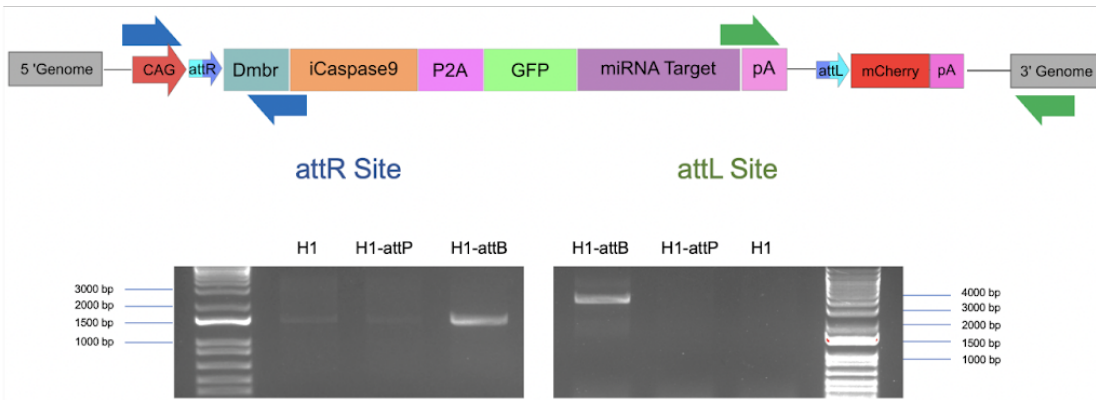 5 'Genome CAG attR Dmbr iCaspase9 P2A GFP miRNA Target pA attL mCherry pA 3' Genome
attR Site attL Site
H1 H1-attP H1-attB H1-attB H1-attP H1
3000 bp
2000 bp
1500 bp
1000 bp
4000 bp
3000 bp
2000 bp
1500 bp
1000 bp